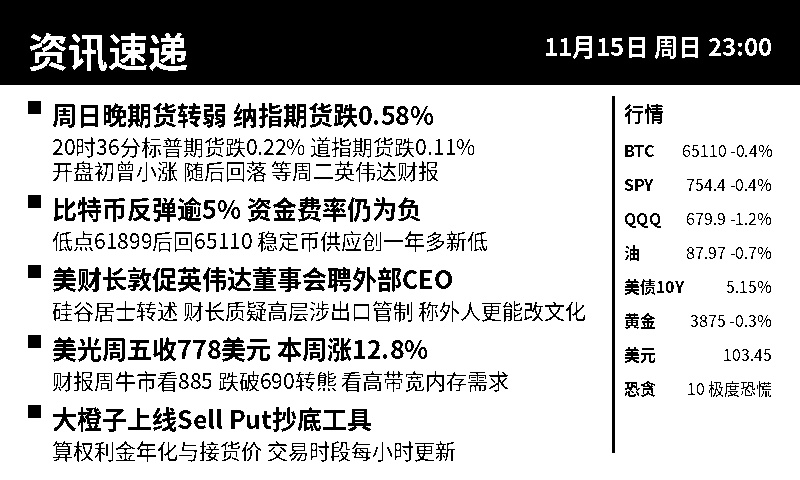 资讯速递
11月15日 周日 23:00
周日晚期货转弱 纳指期货跌0.58%
20时36分标普期货跌0.22% 道指期货跌0.11%
开盘初曾小涨 随后回落 等周二英伟达财报
比特币反弹逾5% 资金费率仍为负
低点61899后回65110 稳定币供应创一年多新低
美财长敦促英伟达董事会聘外部CEO
硅谷居士转述 财长质疑高层涉出口管制 称外人更能改文化
美光周五收778美元 本周涨12.8%
财报周牛市看885 跌破690转熊 看高带宽内存需求
大橙子上线Sell Put抄底工具
算权利金年化与接货价 交易时段每小时更新
行情
BTC 65110 -0.4%
SPY 754.4 -0.4%
QQQ 679.9 -1.2%
油 87.97 -0.7%
美债10Y 5.15%
黄金 3875 -0.3%
美元 103.45
恐贪 10 极度恐慌